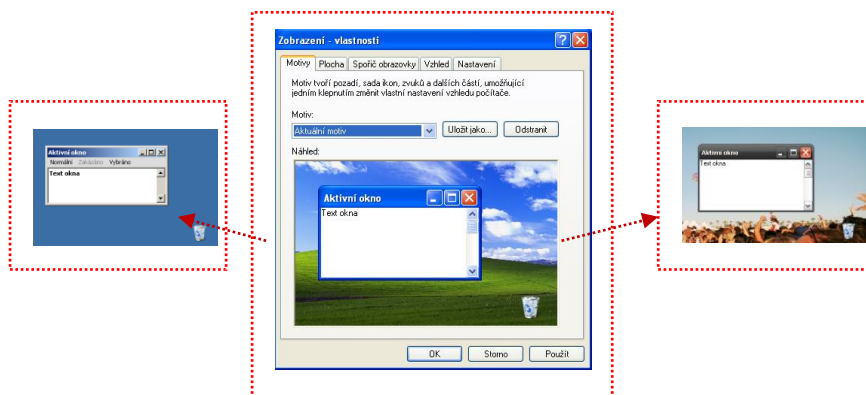 Zobrazení - vlastnosti
Motivy Plocha Spořič obrazovky Vzhled Nastavení
Motiv tvoří pozadí, sada ikon, zvuků a dalších částí, umožňující
jedním klepnutím změnit vlastní nastavení vzhledu počítače.
Motiv:
Aktuální motiv Uložit jako... Odstranit
Náhled:
Aktivní okno
Text okna
OK Storno Použít
Aktivní okno
Normální Zakázáno Vybráno
Text okna
Aktivní okno
Text okna